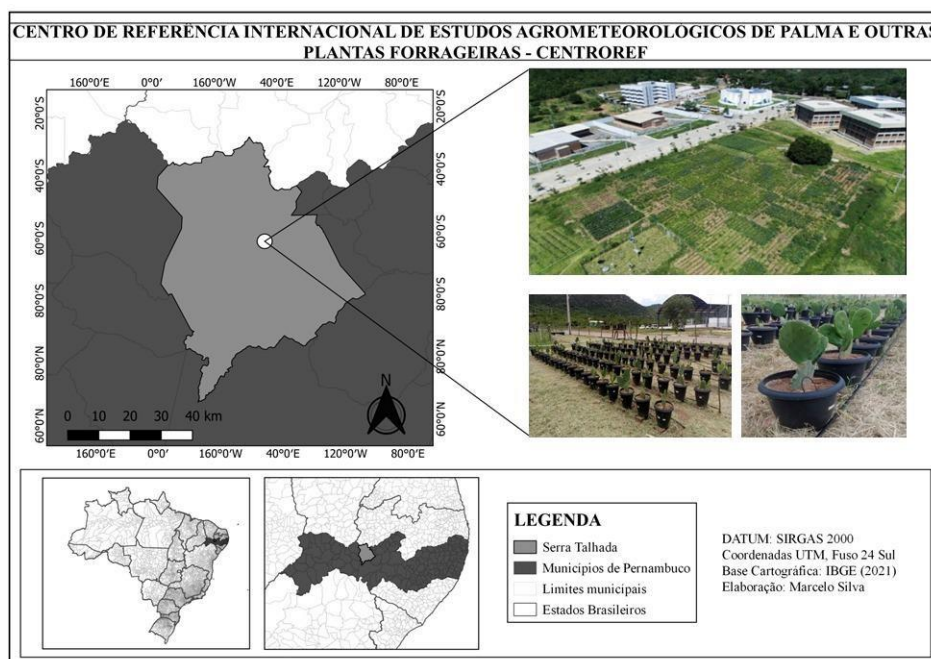 CENTRO DE REFERÊNCIA INTERNACIONAL DE ESTUDOS AGROMETEOROLÓGICOS DE PALMA E OUTRAS
PLANTAS FORRAGEIRAS - CENTROREF
160°0'E 0°0' 160°0'W 40°0'E 120°0'W 80°0'E
20°0'S
40°0'S
60°0'S
80°0'S
80°0'N
60°0'N
20°0'S
40°0'S
60°0'S
80°0'S
80°0'N
60°0'N
N
0 10 20 30 40 km
160°0'E 0°0' 160°0'W 40°0'E 120°0'W 80°0'E
LEGENDA
Serra Talhada
Municípios de Pernambuco
Limites municipais
Estados Brasileiros
DATUM: SIRGAS 2000
Coordenadas UTM, Fuso 24 Sul
Base Cartográfica: IBGE (2021)
Elaboração: Marcelo Silva